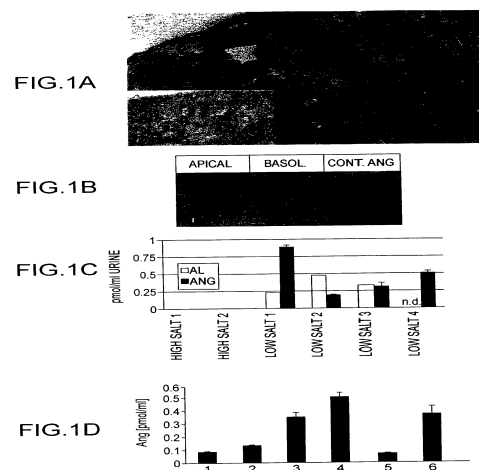 FIG.1A
APICAL BASOL. CONT. ANG
FIG.1B
FIG.1C
pmol/ml URINE
1
0.75
0.5
0.25
AL
ANG
n.d.
HIGH SALT 1
HIGH SALT 2
LOW SALT 1
LOW SALT 2
LOW SALT 3
LOW SALT 4
FIG.1D
Ang [pmol/ml]
0.6
0.5
0.4
0.3
0.2
0.1
0
1 2 3 4 5 6